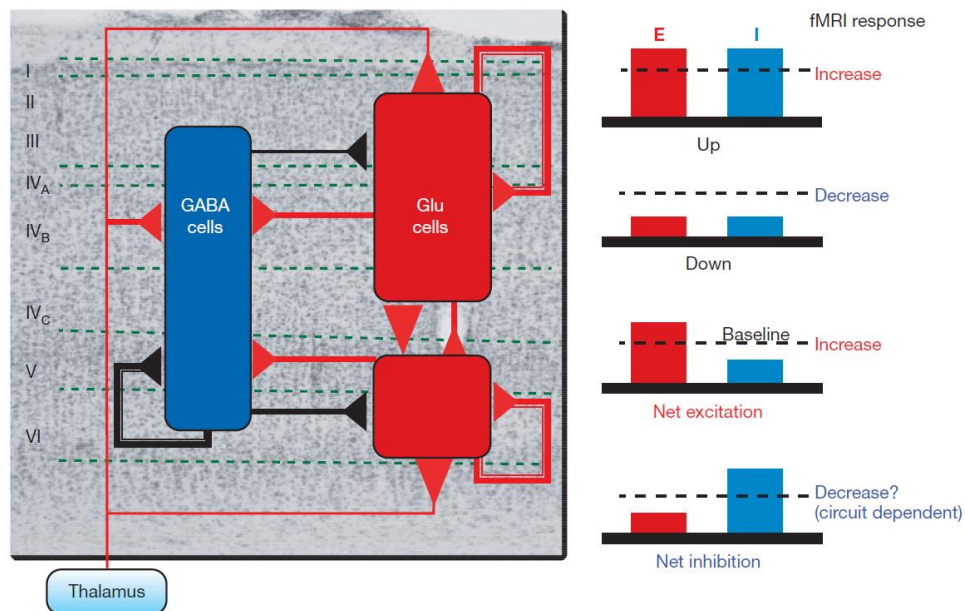 I
II
III
IVA
IVB
IVC
V
VI
GABA
cells
Glu
cells
Thalamus
fMRI response
E
I
Increase
Up
Decrease
Down
Baseline
Increase
Net excitation
Decrease?
(circuit dependent)
Net inhibition